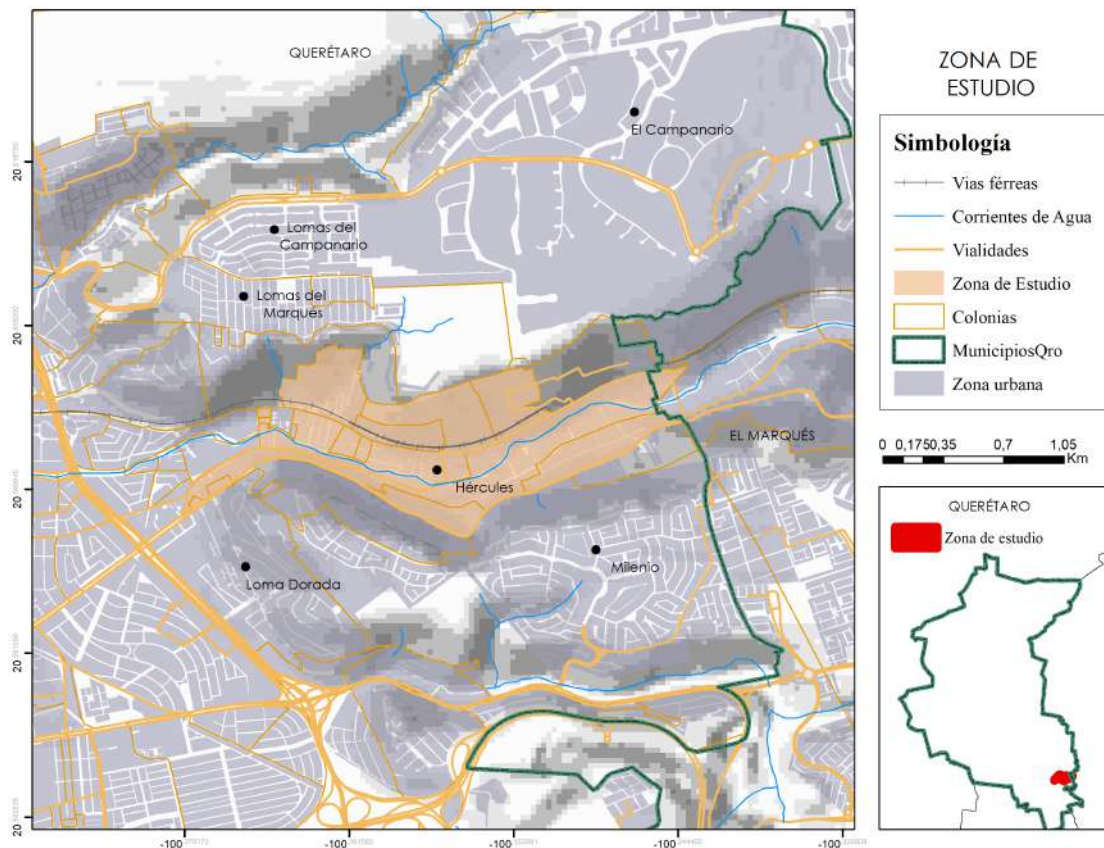 QUERÉTARO
El Campanario
Lomas del
Campanario
Lomas del
Marques
EL MARQUÉS
Hércules
Milenio
Loma Dorada
20
20
20
20
20
-100
-100
-100
-100
-100
ZONA DE
ESTUDIO
Simbología
Vias férreas
Corrientes de Agua
Vialidades
Zona de Estudio
Colonias
MunicipiosQro
Zona urbana
0 0,1750,35 0,7 1,05
Km
QUERÉTARO
Zona de estudio